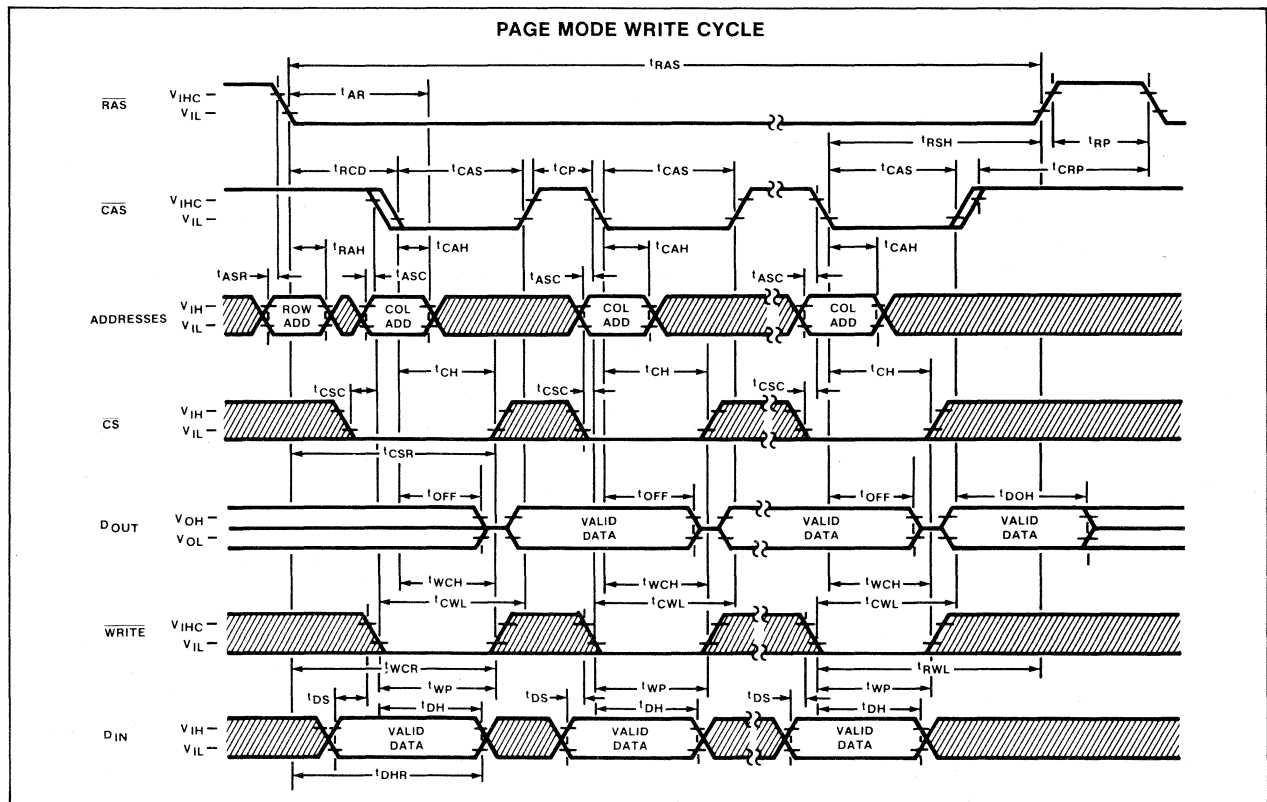 PAGE MODE WRITE CYCLE
tRAS
tAR
RAS
VIHC
VIL
tRSH
tRP
tRCD
tCAS
tCP
tCAS
tCAS
tCRP
CAS
VIHC
VIL
tRAH
tCAH
tCAH
tCAH
tASR
tASC
tASC
tASC
ADDRESSES
VIH
VIL
ROW ADD
COL ADD
COL ADD
COL ADD
tCH
tCH
tCH
tCSC
tCSC
tCSC
CS
VIH
VIL
tCSR
tOFF
tOFF
tOFF
tDOH
DOUT
VOH
VOL
VALID DATA
VALID DATA
VALID DATA
tWCH
tWCH
tWCH
tCWL
tCWL
tCWL
WRITE
VIHC
VIL
tWCR
tRWL
tWP
tWP
tWP
tDS
tDS
tDS
tDH
tDH
tDH
DIN
VIH
VIL
VALID DATA
VALID DATA
VALID DATA
tDHR